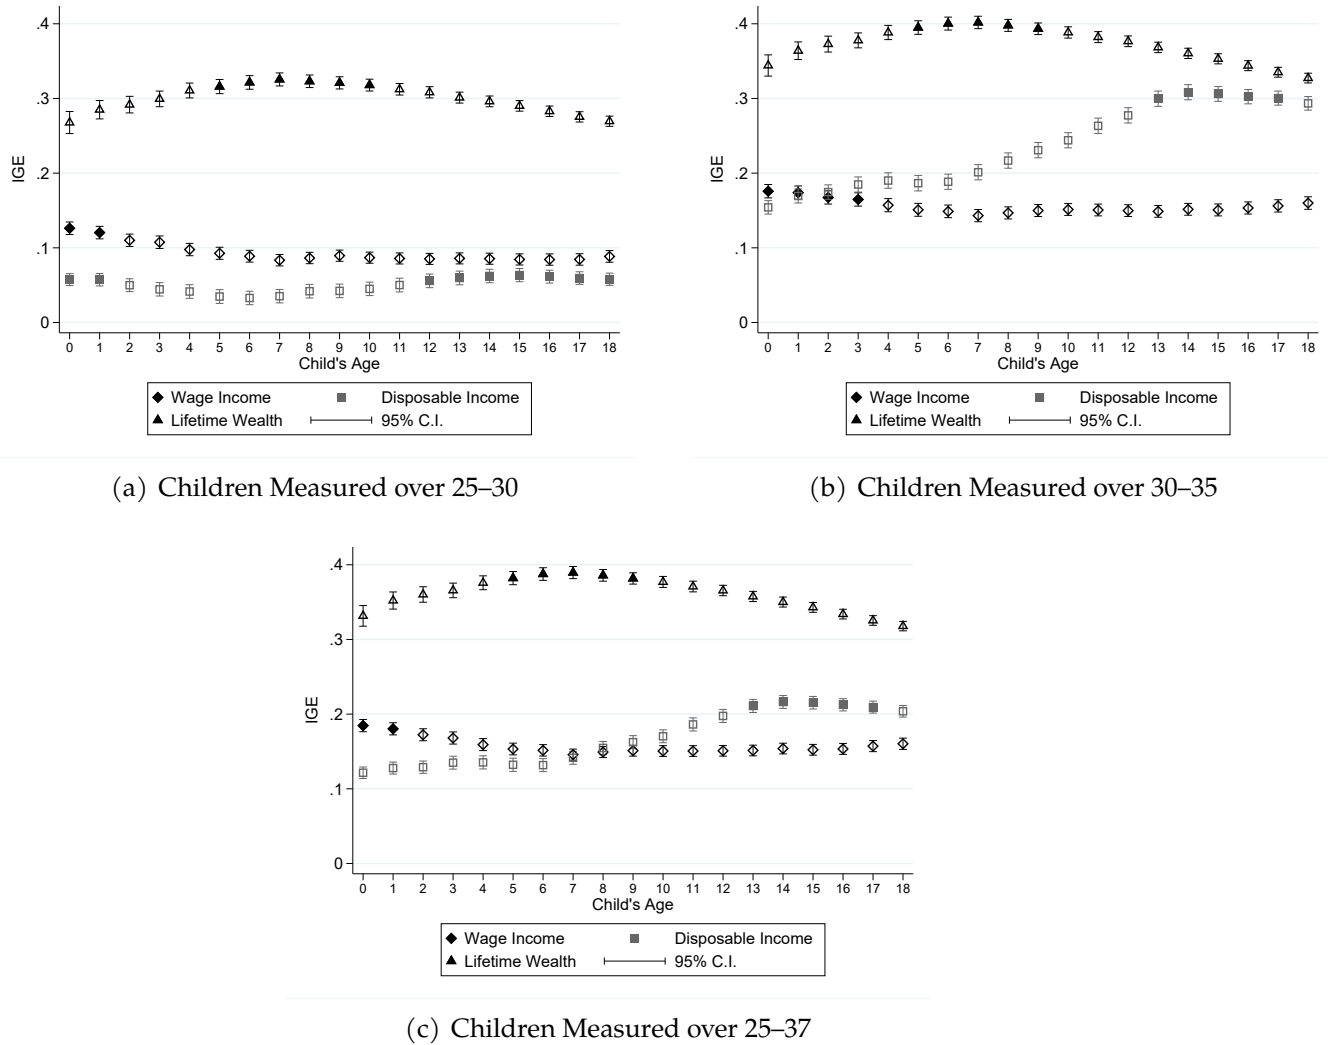 .4
.3
.2
.1
0
IGE
0 1 2 3 4 5 6 7 8 9 10 11 12 13 14 15 16 17 18
Child's Age
Wage Income Disposable Income
Lifetime Wealth 95% C.I.
(a) Children Measured over 25–30
.4
.3
.2
.1
0
IGE
0 1 2 3 4 5 6 7 8 9 10 11 12 13 14 15 16 17 18
Child's Age
Wage Income Disposable Income
Lifetime Wealth 95% C.I.
(b) Children Measured over 30–35
.4
.3
.2
.1
0
IGE
0 1 2 3 4 5 6 7 8 9 10 11 12 13 14 15 16 17 18
Child's Age
Wage Income Disposable Income
Lifetime Wealth 95% C.I.
(c) Children Measured over 25–37